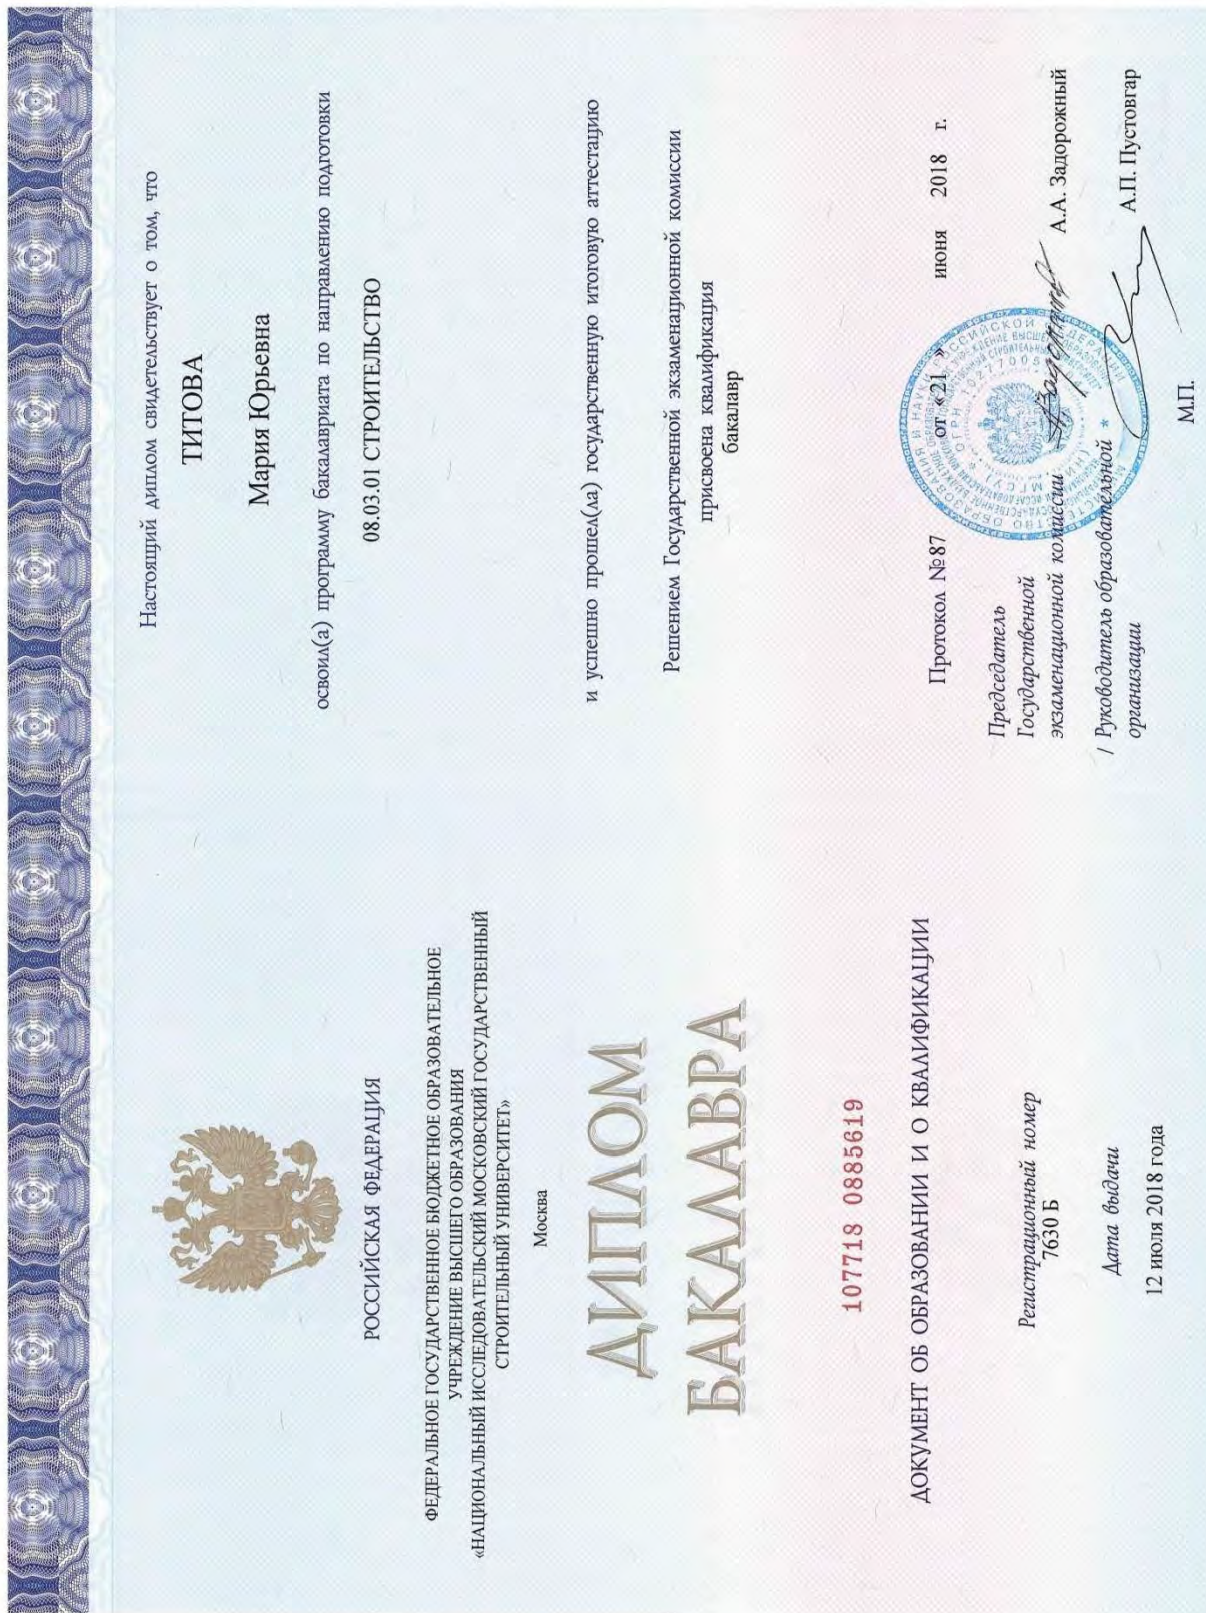 РОССИЙСКАЯ ФЕДЕРАЦИЯ
ФЕДЕРАЛЬНОЕ ГОСУДАРСТВЕННОЕ БЮДЖЕТНОЕ ОБРАЗОВАТЕЛЬНОЕ
УЧРЕЖДЕНИЕ ВЫСШЕГО ОБРАЗОВАНИЯ
«НАЦИОНАЛЬНЫЙ ИССЛЕДОВАТЕЛЬСКИЙ МОСКОВСКИЙ ГОСУДАРСТВЕННЫЙ
СТРОИТЕЛЬНЫЙ УНИВЕРСИТЕТ»
Москва
ДИПЛОМ
БАКАЛАВРА
107718 0885619
ДОКУМЕНТ ОБ ОБРАЗОВАНИИ И О КВАЛИФИКАЦИИ
Регистрационный номер
7630 Б
Дата выдачи
12 июля 2018 года
Настоящий диплом свидетельствует о том, что
ТИТОВА
Мария Юрьевна
освоил(а) программу бакалавриата по направлению подготовки
08.03.01 СТРОИТЕЛЬСТВО
и успешно прошел(ла) государственную итоговую аттестацию
Решением Государственной экзаменационной комиссии
присвоена квалификация
бакалавр
Протокол №87 от «21 » июня 2018 г.
Председатель
Государственной
экзаменационной комиссии А.А. Задорожный
/ Руководитель образовательной
организации А.П. Пустовгар
М.П.